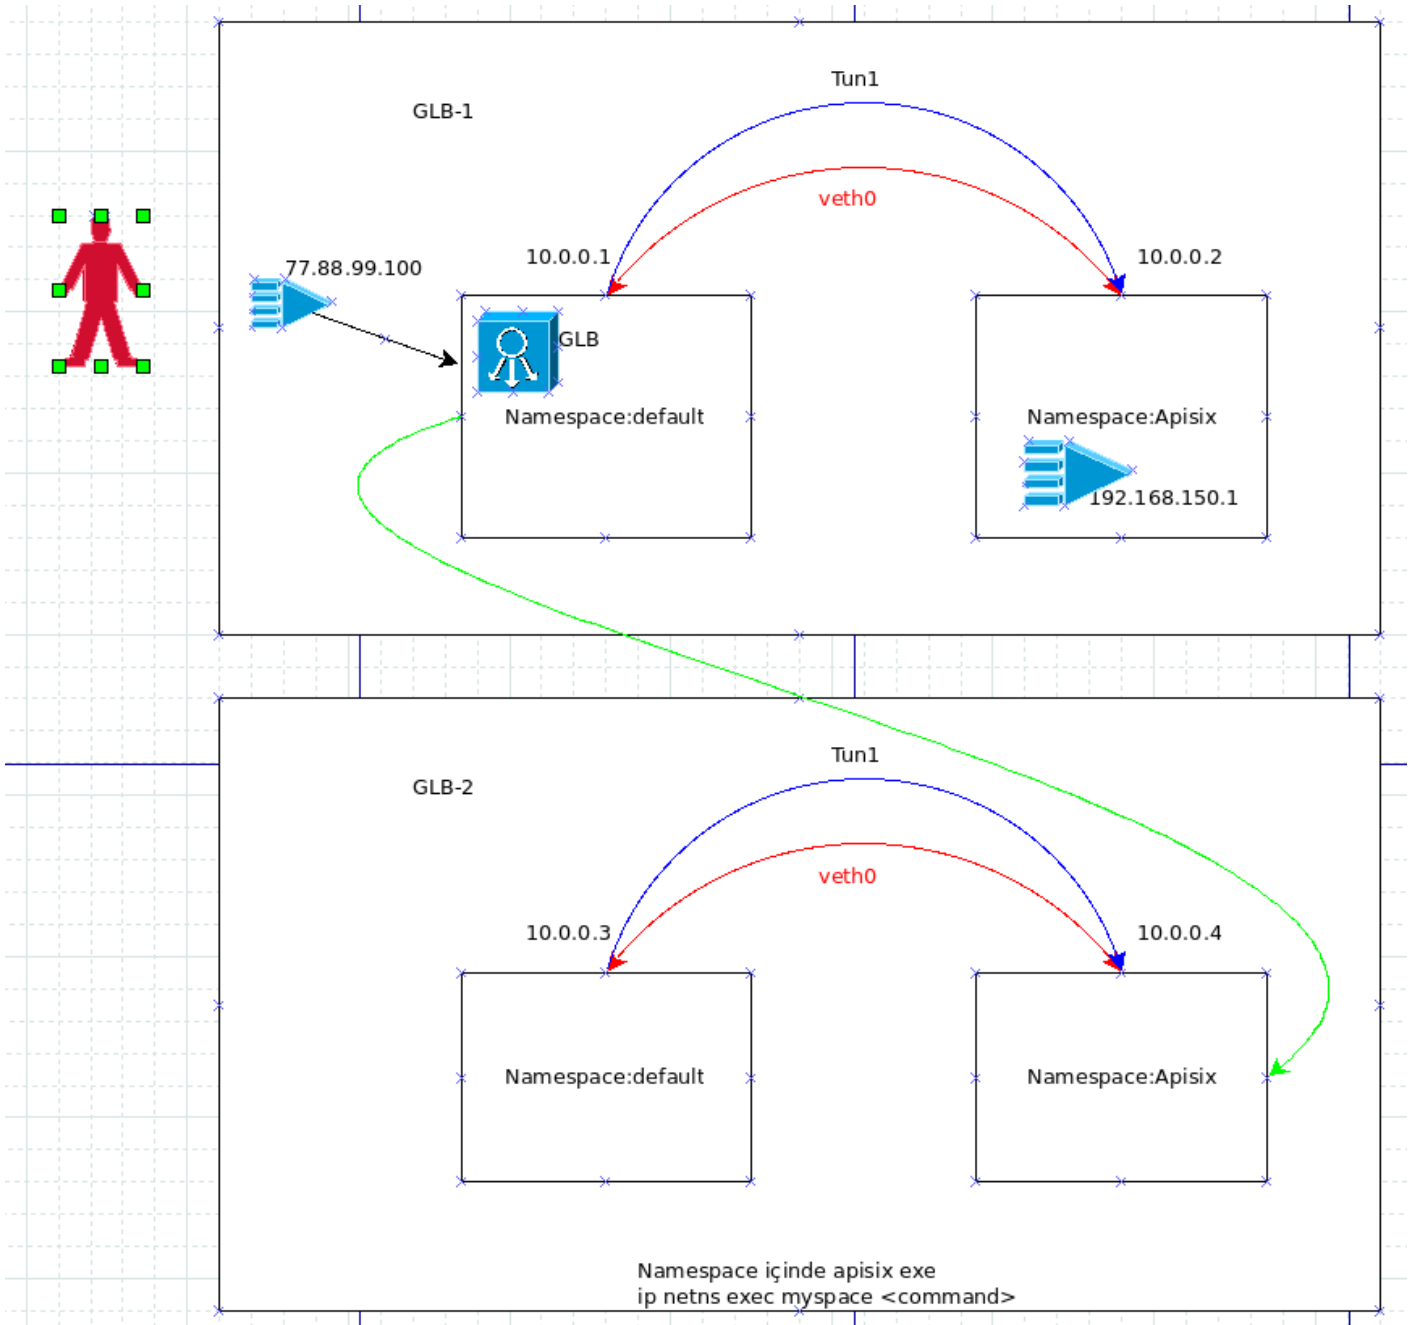 Tun1
GLB-1
veth0
10.0.0.1
10.0.0.2
77.88.99.100
GLB
Namespace:default
Namespace:Apisix
192.168.150.1
Tun1
GLB-2
veth0
10.0.0.3
10.0.0.4
Namespace:default
Namespace:Apisix
Namespace içinde apisix exe
ip netns exec myspace <command>